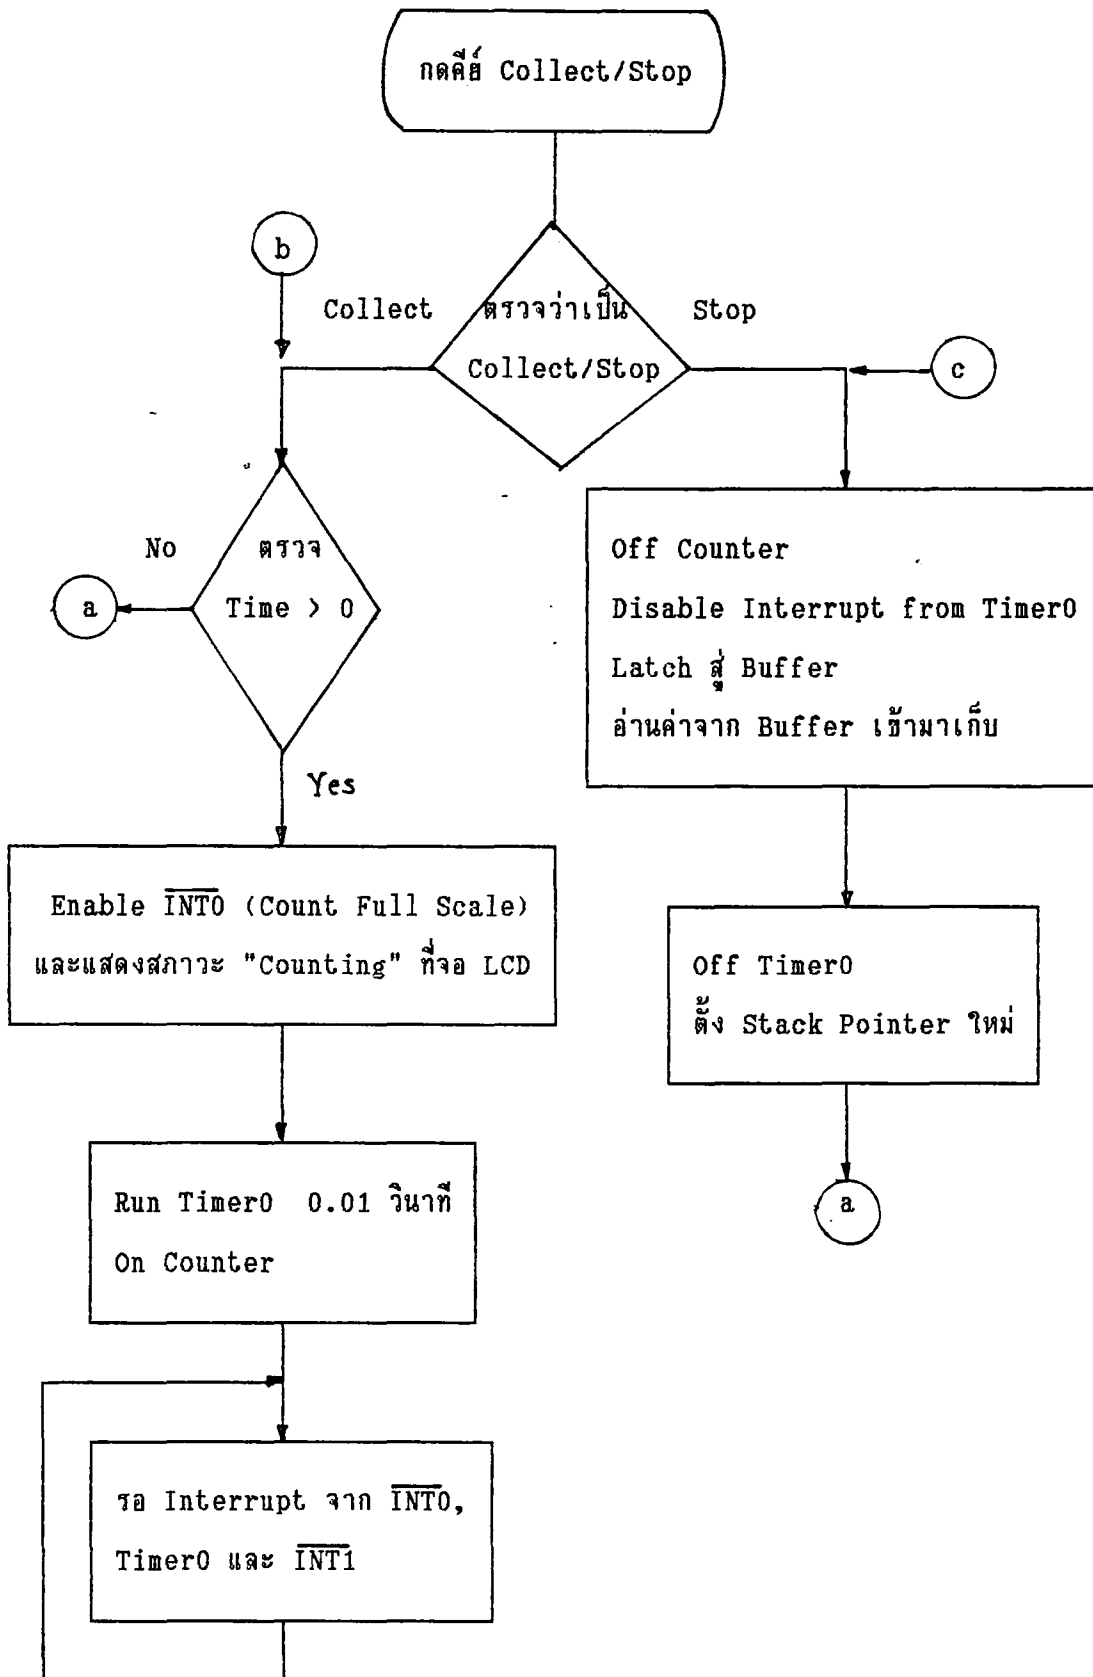 กดคีย์ Collect/Stop
b
Collect
ตรวจว่าเป็น
Collect/Stop
Stop
c
No
ตรวจ
Time > 0
a
Yes
Off Counter
Disable Interrupt from Timer0
Latch สู่ Buffer
อ่านค่าจาก Buffer เข้ามาเก็บ
Enable INT0 (Count Full Scale)
และแสดงสภาวะ "Counting" ที่จอ LCD
Off Timer0
ตั้ง Stack Pointer ใหม่
a
Run Timer0 0.01 วินาที
On Counter
รอ Interrupt จาก INT0,
Timer0 และ INT1